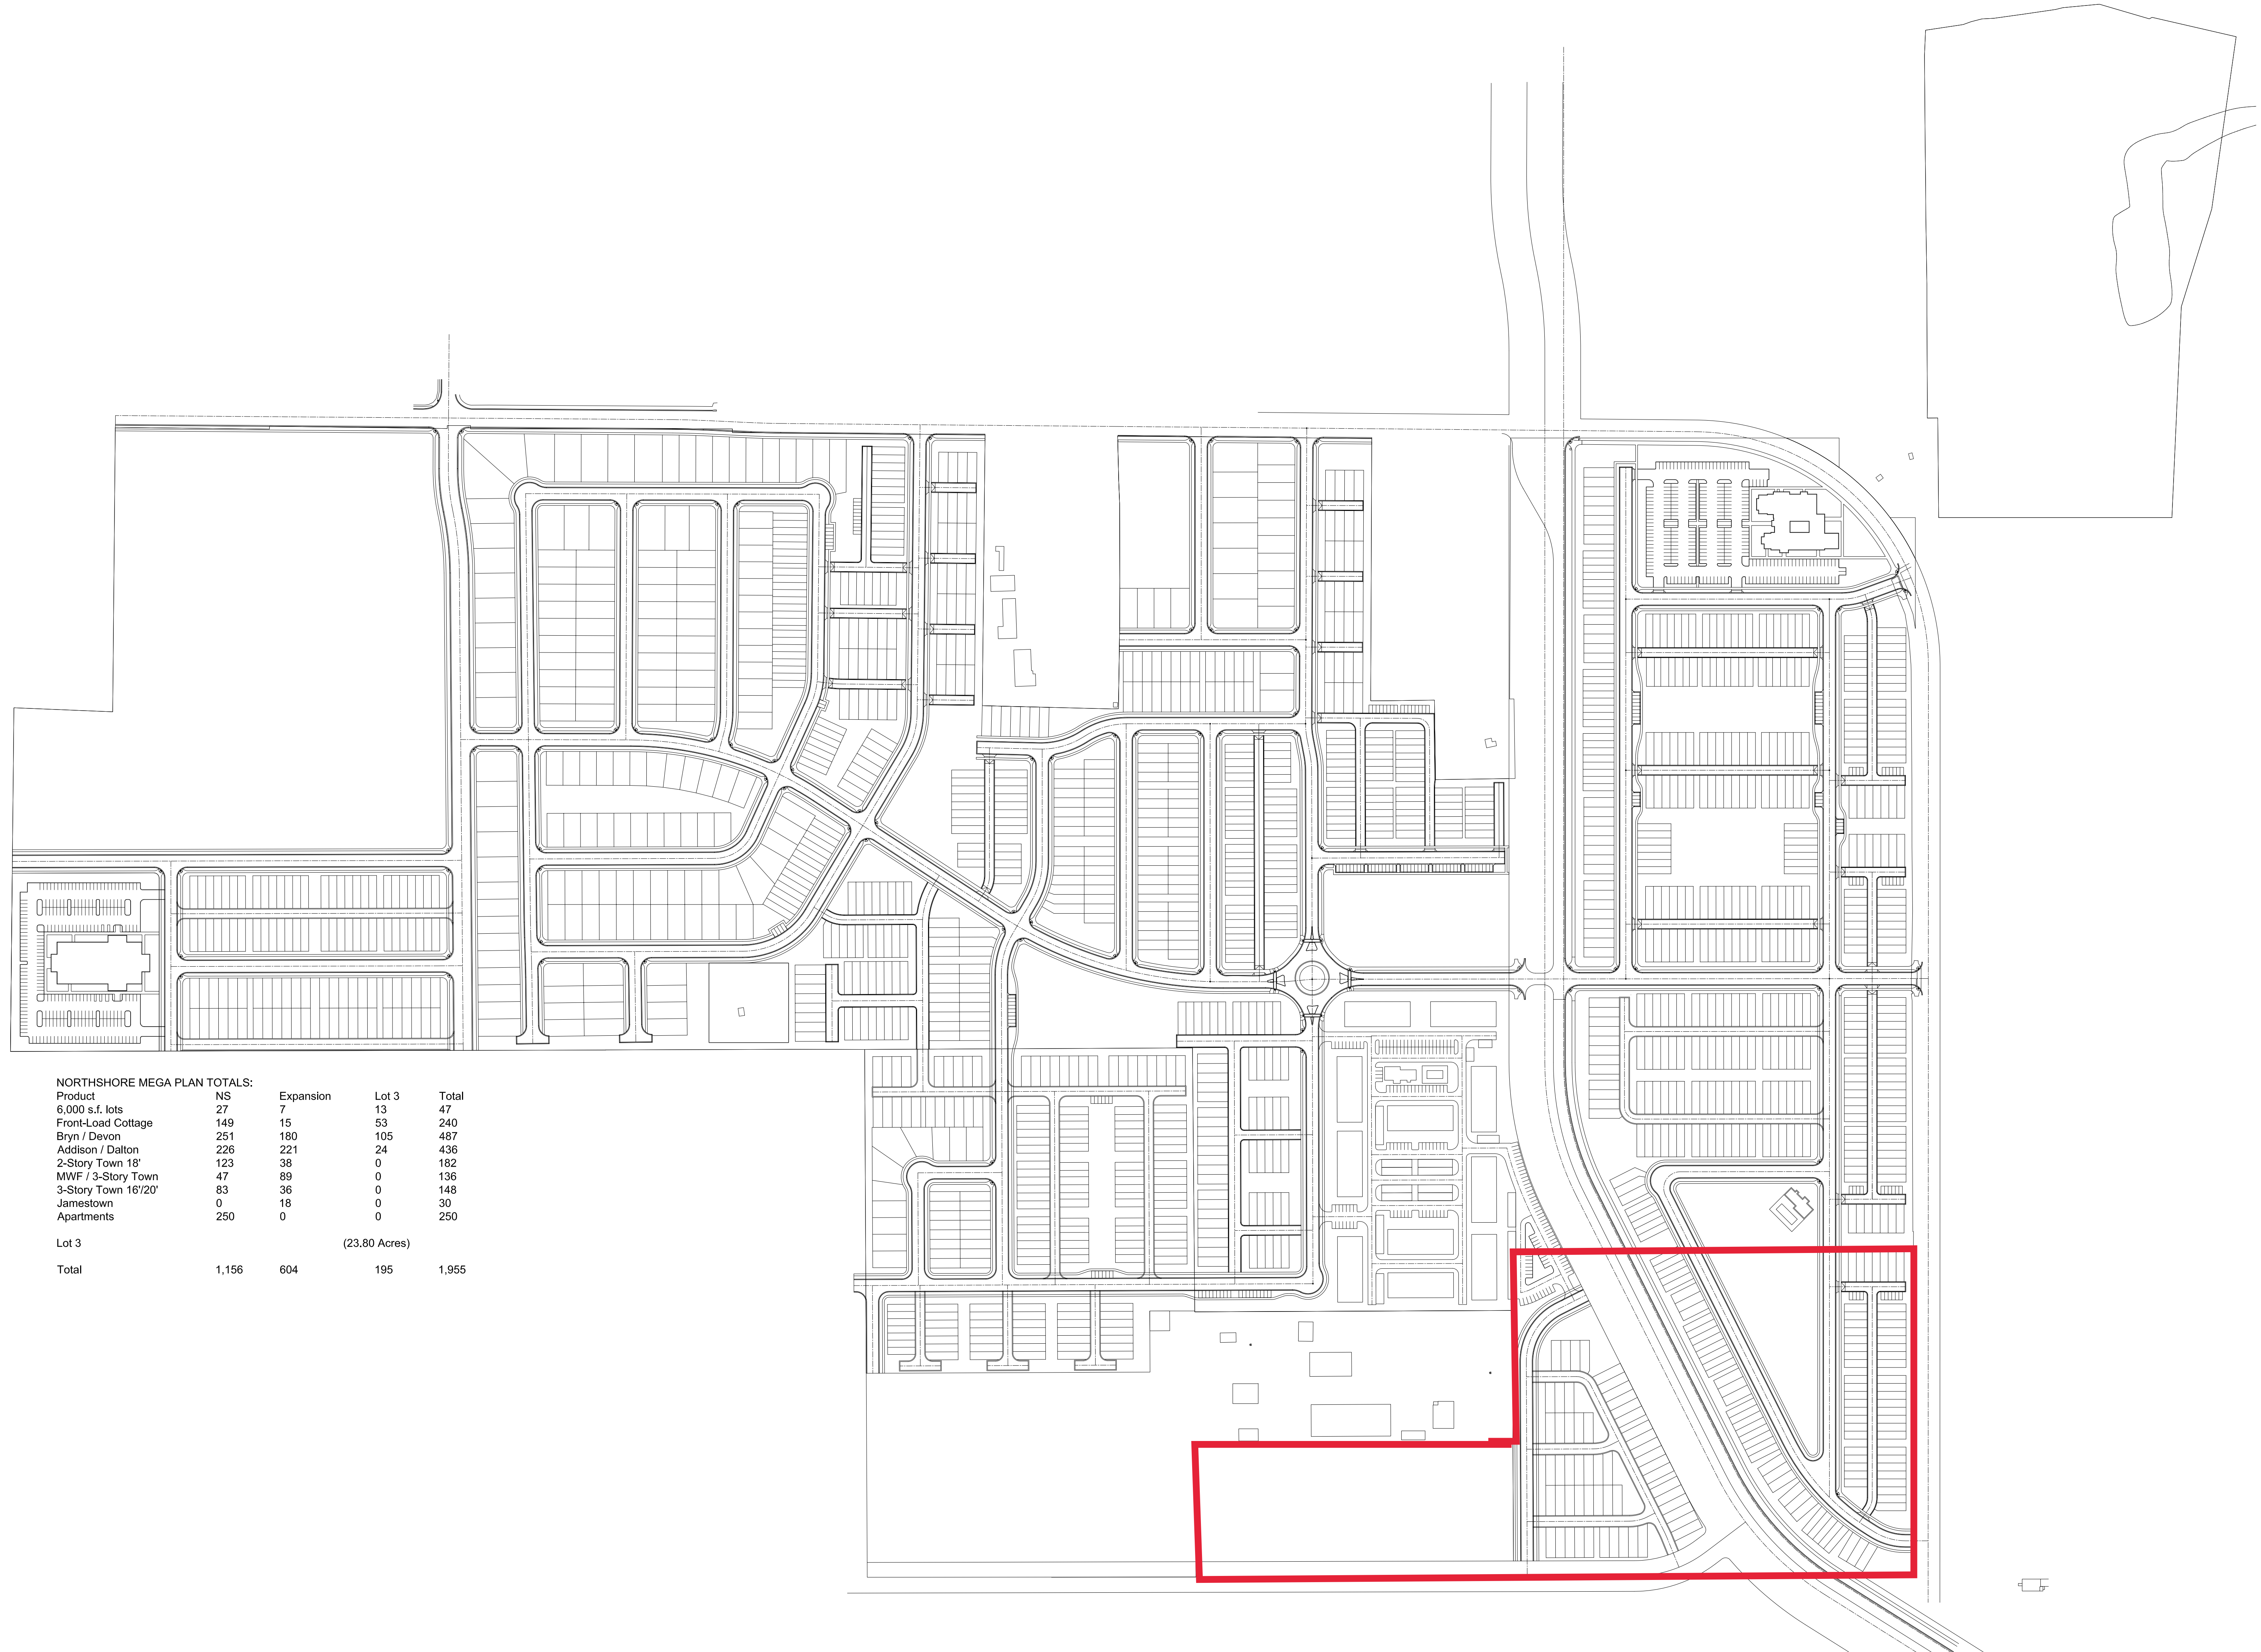 NORTHSHORE MEGA PLAN TOTALS:
Product NS Expansion Lot 3 Total
6,000 s.f. lots 27 7 13 47
Front-Load Cottage 149 15 53 240
Bryn / Devon 251 180 105 487
Addison / Dalton 226 221 24 436
2-Story Town 18' 123 38 0 182
MWF / 3-Story Town 47 89 0 136
3-Story Town 16'/20' 83 36 0 148
Jamestown 0 18 0 30
Apartments 250 0 0 250
Lot 3 (23.80 Acres)
Total 1,156 604 195 1,955